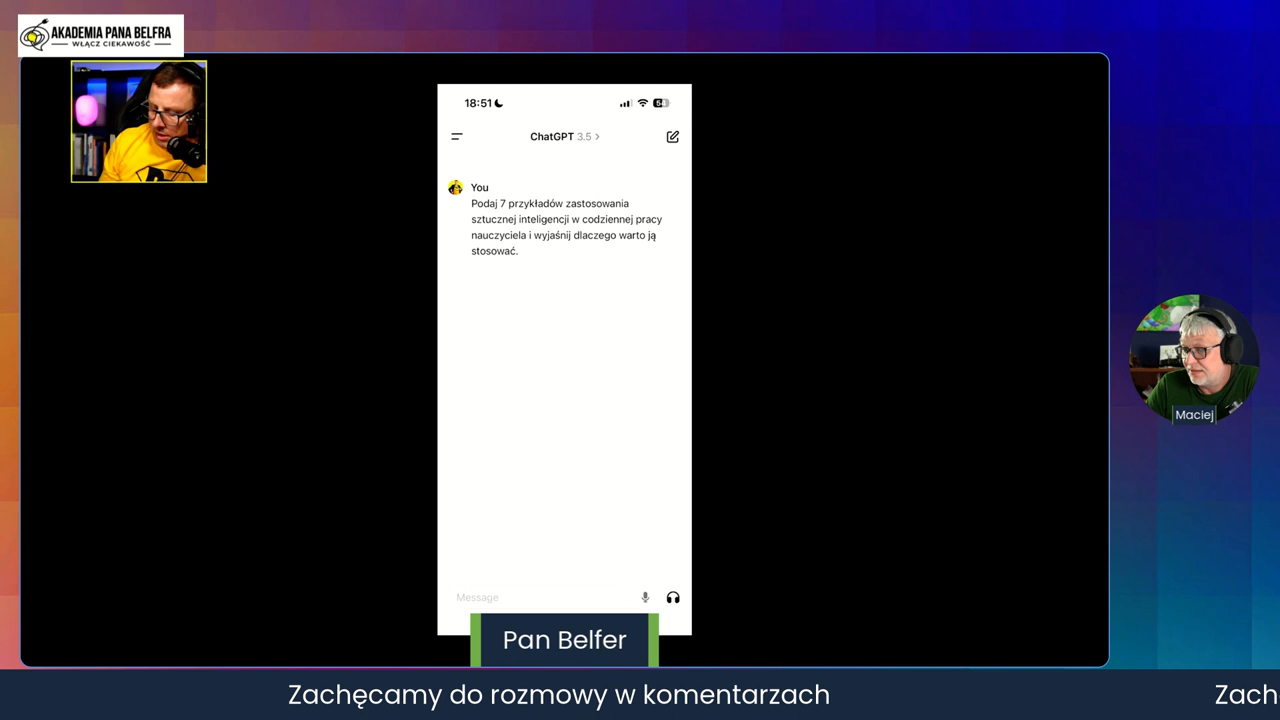 AKADEMIA PANA BELFRA
WŁĄCZ CIEKAWOŚĆ
18:51
54
ChatGPT 3.5 >
You
Podaj 7 przykładów zastosowania
sztucznej inteligencji w codziennej pracy
nauczyciela i wyjaśnij dlaczego warto ją
stosować.
Message
Pan Belfer
Maciej
Zachęcamy do rozmowy w komentarzach
Zach